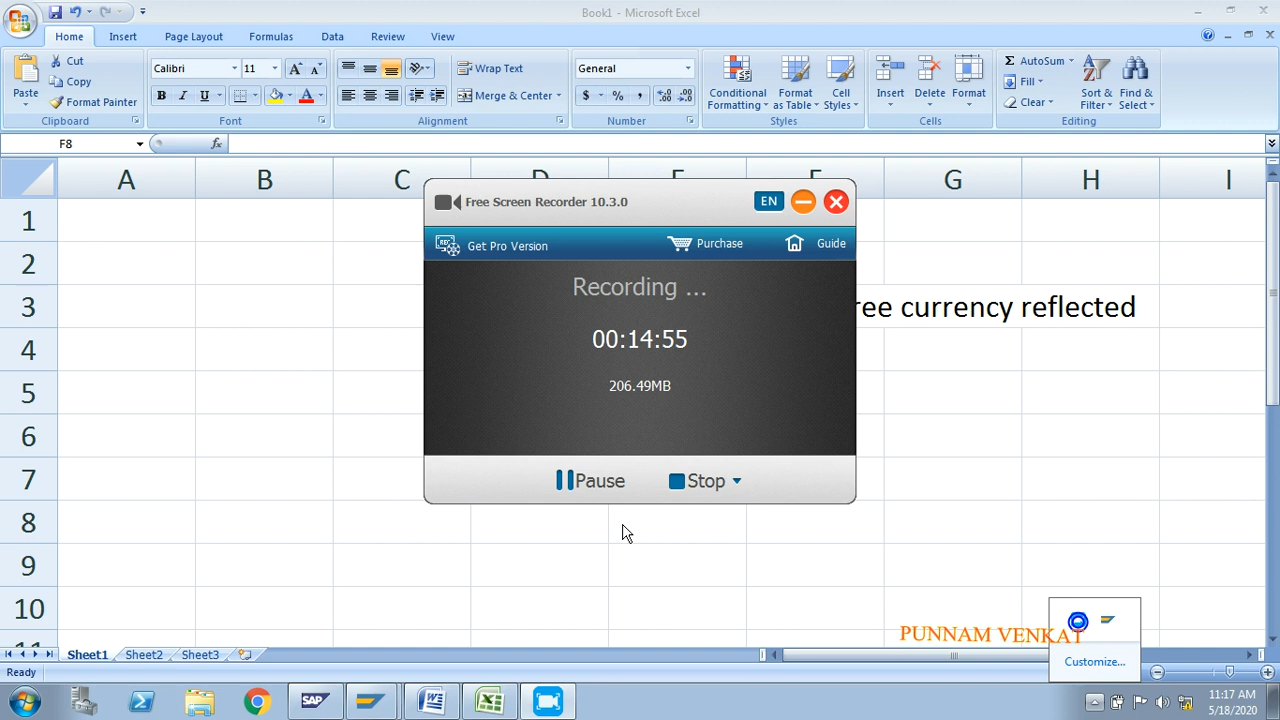 Book1 - Microsoft Excel
Home Insert Page Layout Formulas Data Review View
Paste
Cut
Copy
Format Painter
Clipboard
Calibri 11
B I U
Font
Wrap Text
Merge & Center
Alignment
General
$ % ,
Number
Conditional Formatting
Format as Table
Cell Styles
Styles
Insert Delete Format
Cells
AutoSum
Fill
Clear
Sort & Filter
Find & Select
Editing
F8 fx
A B C D E F G H I
1
2
3 ree currency reflected
4
5
6
7
8
9
10
11
Free Screen Recorder 10.3.0 EN
Get Pro Version Purchase Guide
Recording ...
00:14:55
206.49MB
Pause Stop
PUNNAM VENKAT
Customize...
Sheet1 Sheet2 Sheet3
Ready
SAP
11:17 AM
5/18/2020